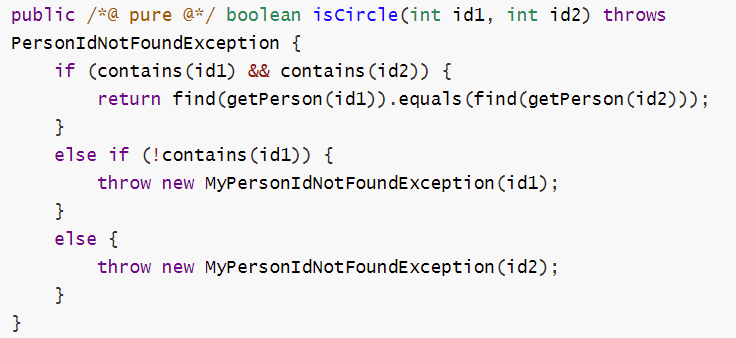 public /*@ pure @*/ boolean isCircle(int id1, int id2) throws
PersonIdNotFoundException {
    if (contains(id1) && contains(id2)) {
        return find(getPerson(id1)).equals(find(getPerson(id2)));
    }
    else if (!contains(id1)) {
        throw new MyPersonIdNotFoundException(id1);
    }
    else {
        throw new MyPersonIdNotFoundException(id2);
    }
}